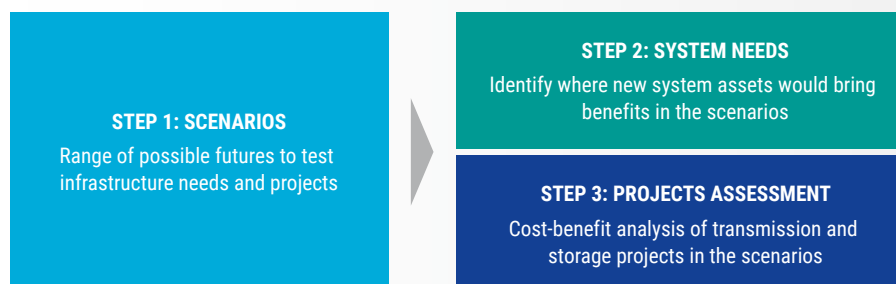 STEP 1: SCENARIOS
Range of possible futures to test
infrastructure needs and projects
STEP 2: SYSTEM NEEDS
Identify where new system assets would bring
benefits in the scenarios
STEP 3: PROJECTS ASSESSMENT
Cost-benefit analysis of transmission and
storage projects in the scenarios